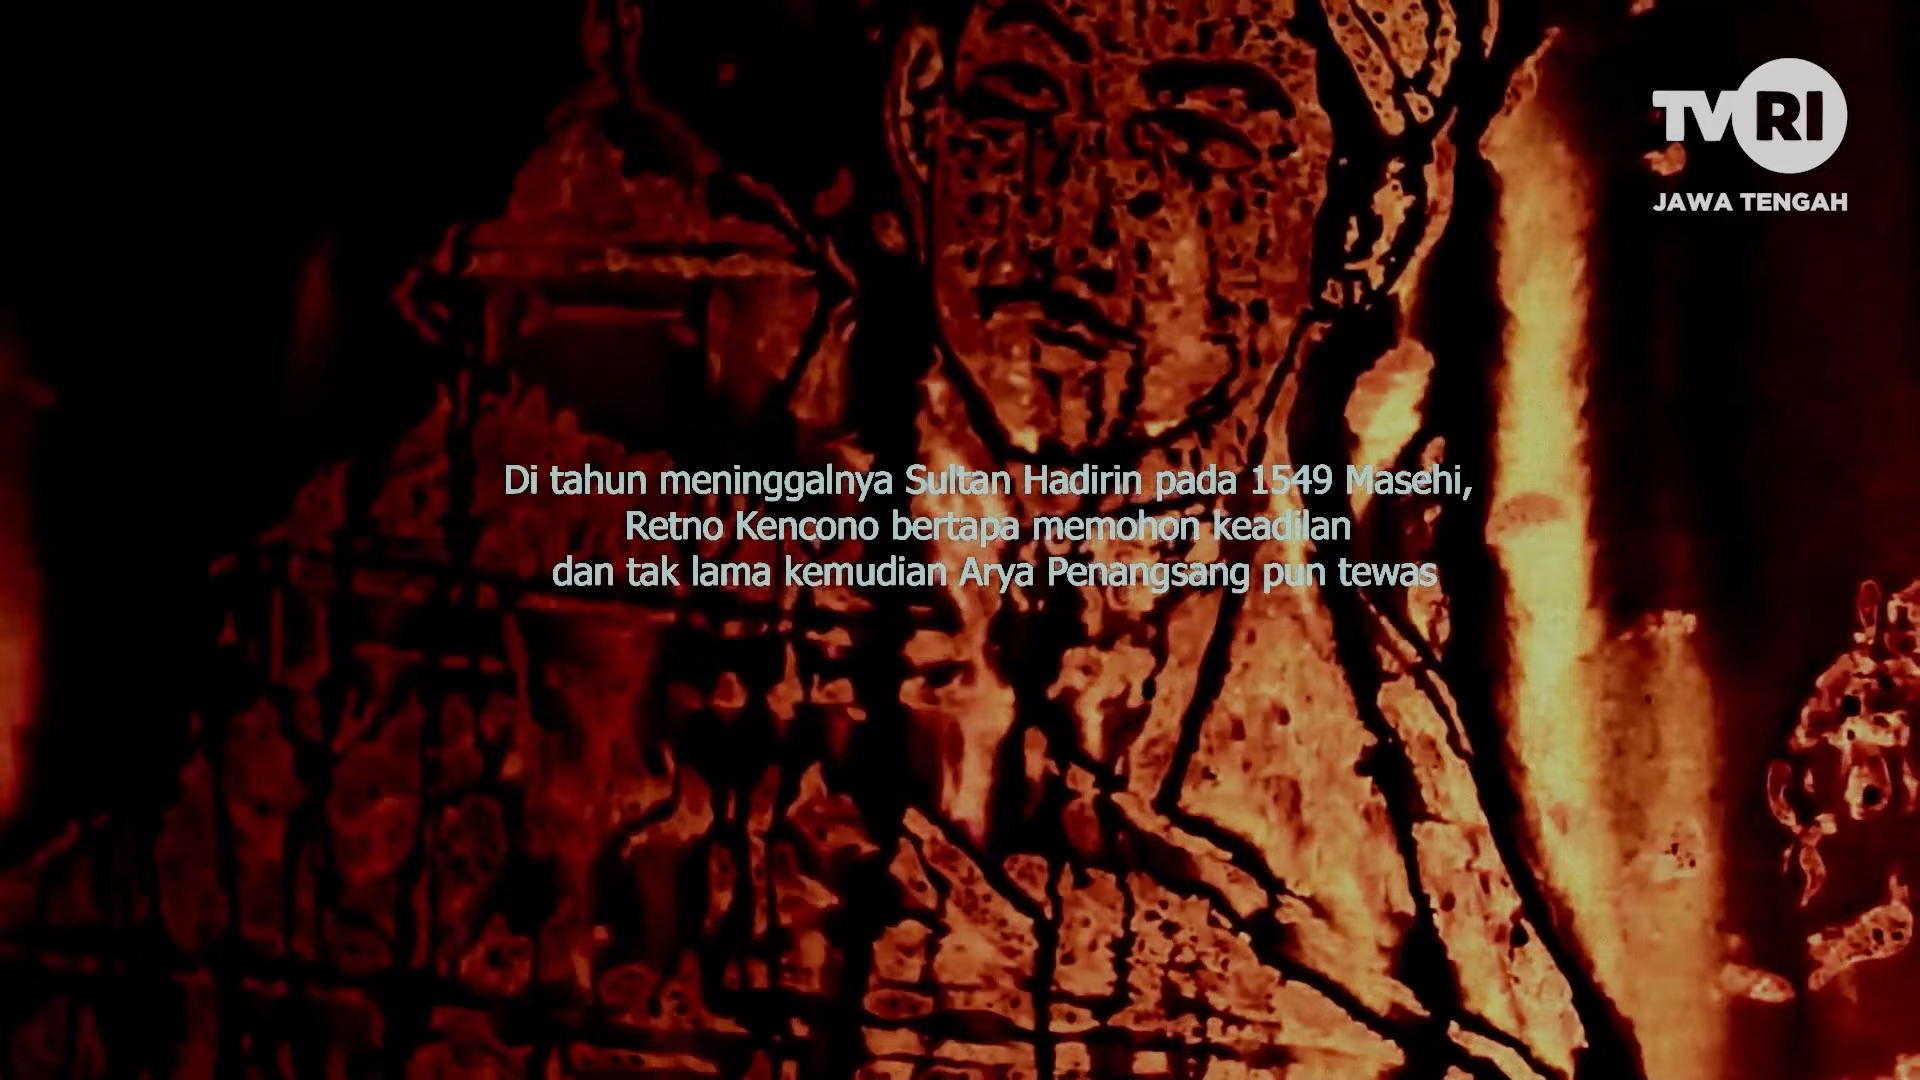 TVRI
JAWA TENGAH
Di tahun meninggalnya Sultan Hadirin pada 1549 Masehi,
Retno Kencono bertapa memohon keadilan
dan tak lama kemudian Arya Penangsang pun tewas